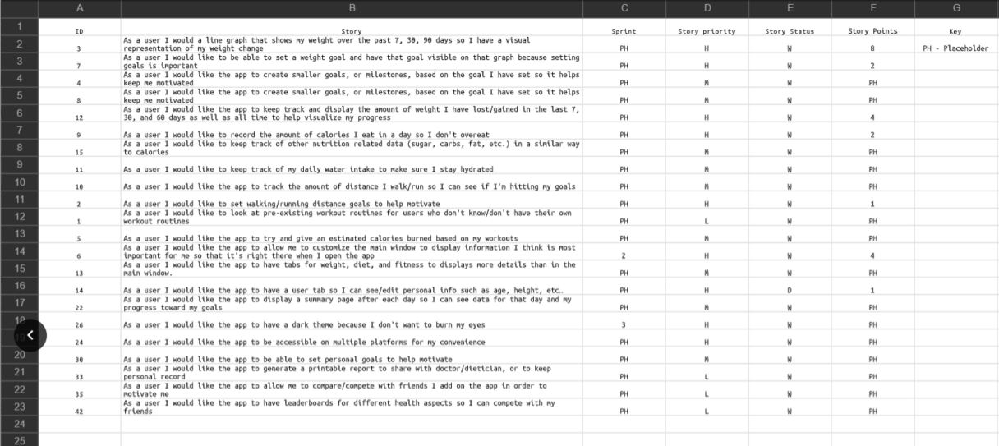 A B C D E F G
1 ID Story Sprint Story priority Story Status Story Points Key
2 As a user I would a line graph that shows my weight over the past 7, 30, 90 days so I have a visual
3 representation of my weight change PH H W 8 PH - Placeholder
3 As a user I would like to be able to set a weight goal and have that goal visible on that graph because setting
7 goals is important PH H W 2
4 As a user I would like the app to create smaller goals, or milestones, based on the goal I have set so it helps
4 keep me motivated PH M W PH
5 As a user I would like the app to create smaller goals, or milestones, based on the goal I have set so it helps
8 keep me motivated PH M W PH
6 As a user I would like the app to keep track and display the amount of weight I have lost/gained in the last 7,
12 30, and 60 days as well as all time to help visualize my progress PH H W 4
7 9 As a user I would like to record the amount of calories I eat in a day so I don't overeat PH H W 2
8 As a user I would like to keep track of other nutrition related data (sugar, carbs, fat, etc.) in a similar way
15 to calories PH M W PH
9 11 As a user I would like to keep track of my daily water intake to make sure I stay hydrated PH M W PH
10 10 As a user I would like the app to track the amount of distance I walk/run so I can see if I'm hitting my goals PH M W PH
11 2 As a user I would like to set walking/running distance goals to help motivate PH H W 1
12 As a user I would like to look at pre-existing workout routines for users who don't know/don't have their own
1 workout routines PH L W PH
13 5 As a user I would like the app to try and give an estimated calories burned based on my workouts PH M W PH
14 As a user I would like the app to allow me to customize the main window to display information I think is most
6 important for me so that it's right there when I open the app 2 H W 4
15 As a user I would like the app to have tabs for weight, diet, and fitness to displays more details than in the
13 main window. PH M W PH
16 14 As a user I would like the app to have a user tab so I can see/edit personal info such as age, height, etc.. PH H D 1
17 As a user I would like the app to display a summary page after each day so I can see data for that day and my
22 progress toward my goals PH M W PH
18 26 As a user I would like the app to have a dark theme because I don't want to burn my eyes 3 H W PH
19 24 As a user I would like the app to be accessible on multiple platforms for my convenience PH H W PH
20 30 As a user I would like the app to be able to set personal goals to help motivate PH M W PH
21 As a user I would like the app to generate a printable report to share with doctor/dietician, or to keep
33 personal record PH L W PH
22 As a user I would like the app to allow me to compare/compete with friends I add on the app in order to
35 motivate me PH L W PH
23 As a user I would like the app to have leaderboards for different health aspects so I can compete with my
42 friends PH L W PH
24
25